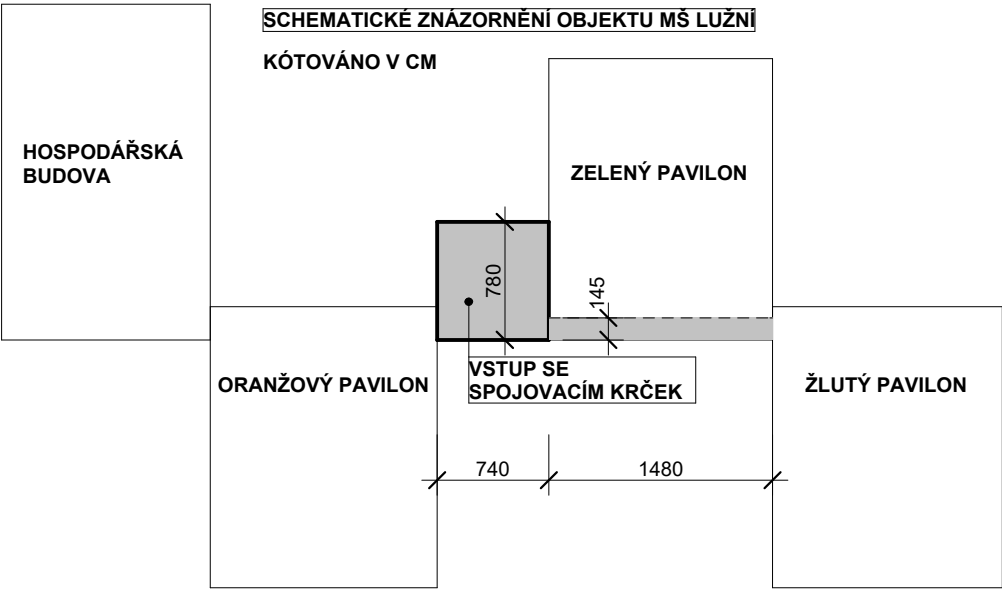 SCHEMATICKÉ ZNÁZORNĚNÍ OBJEKTU MŠ LUŽNÍ
KÓTOVÁNO V CM
HOSPODÁŘSKÁ
BUDOVA
ZELENÝ PAVILON
780
145
VSTUP SE
SPOJOVACÍM KRČEK
ORANŽOVÝ PAVILON
ŽLUTÝ PAVILON
740
1480